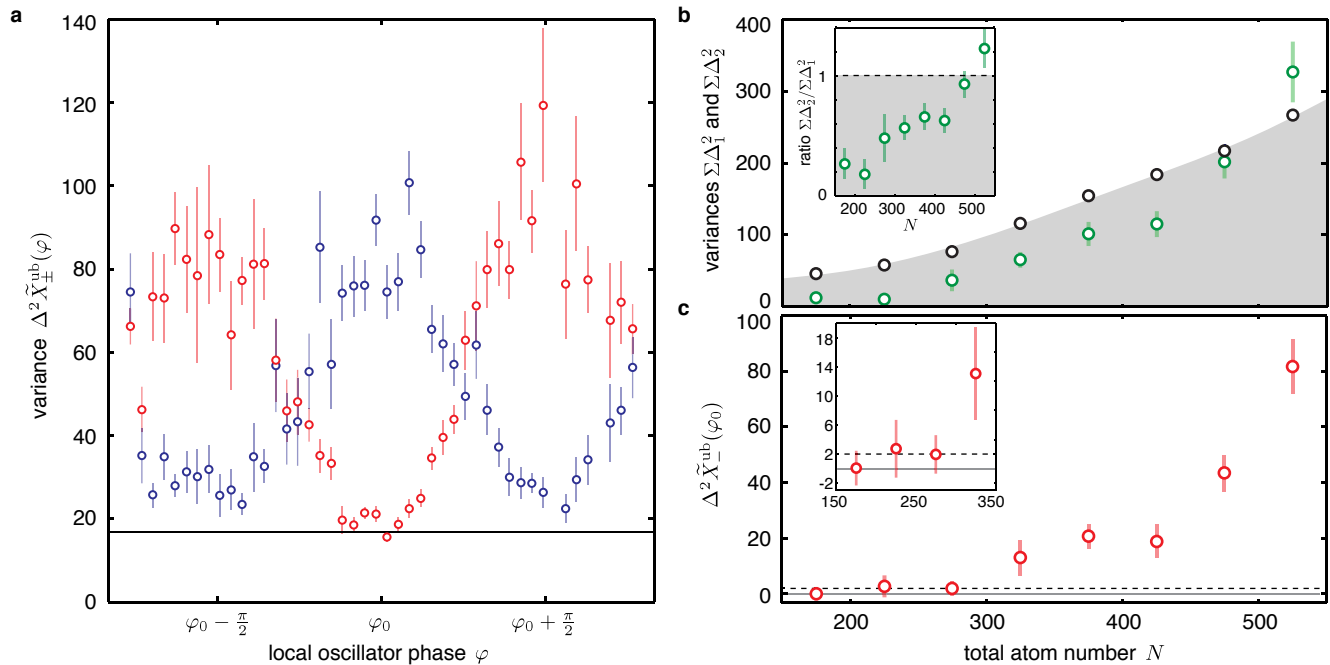 a
140
120
100
80
60
40
20
0
variance Δ²X̃±ᵘᵇ(φ)
φ₀ − π/2
φ₀
φ₀ + π/2
local oscillator phase φ
b
400
300
200
100
0
variances ΣΔ₁² and ΣΔ₂²
1
0
ratio ΣΔ₂²/ΣΔ₁²
200 300 400 500
N
c
100
80
60
40
20
0
Δ²X̃₋ᵘᵇ(φ₀)
18
14
10
6
2
-2
150 250 350
200 300 400 500
total atom number N